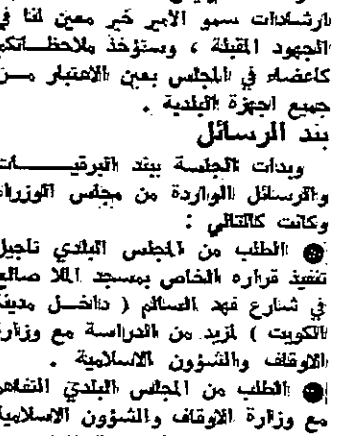 ارشادات سمو الامير خير معين لنا في
الجهود المقبلة ، وستؤخذ ملاحظاتكم
كاعضاء في المجلس بعين الاعتبار من
جميع اجهزة البلدية .
بند الرسائل
وبدات الجلسة ببند البرقيات
والرسائل الواردة من مجلس الوزراء
وكانت كالتالي :
● الطلب من المجلس البلدي تاجيل
تنفيذ قراره الخاص بمسجد الملا صالح
في شارع فهد السالم ( داخل مدينة
الكويت ) لمزيد من الدراسة مع وزارة
الاوقاف والشؤون الاسلامية .
● الطلب من المجلس البلدي التفاهم
مع وزارة الاوقاف والشؤون الاسلامية